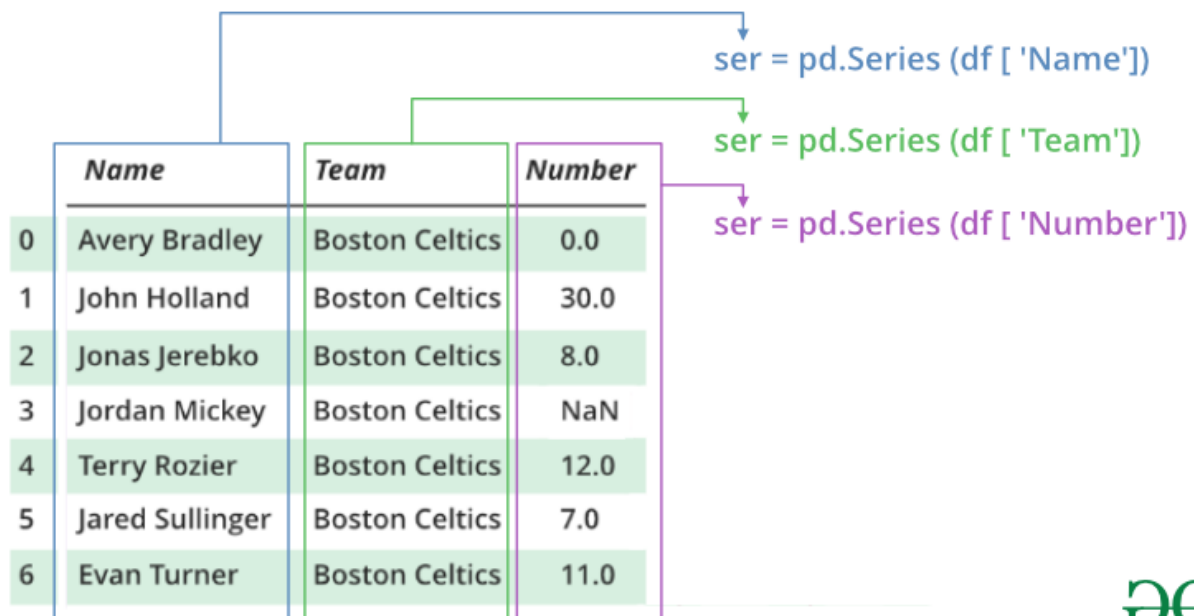 ser = pd.Series (df [ 'Name'])
ser = pd.Series (df [ 'Team'])
ser = pd.Series (df [ 'Number'])
Name Team Number
0 Avery Bradley Boston Celtics 0.0
1 John Holland Boston Celtics 30.0
2 Jonas Jerebko Boston Celtics 8.0
3 Jordan Mickey Boston Celtics NaN
4 Terry Rozier Boston Celtics 12.0
5 Jared Sullinger Boston Celtics 7.0
6 Evan Turner Boston Celtics 11.0